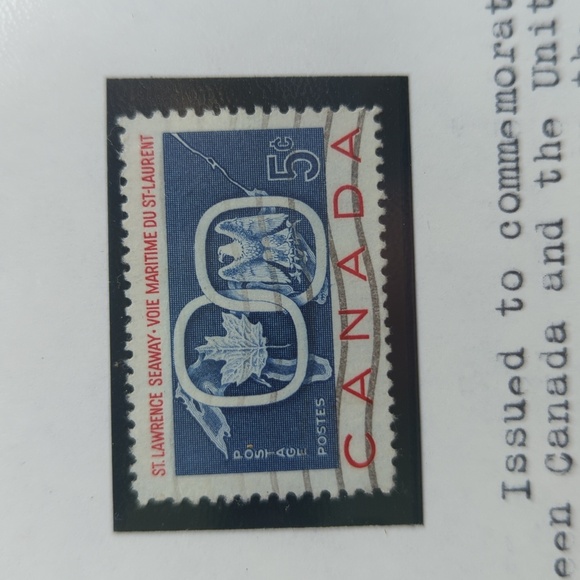 ST. LAWRENCE SEAWAY · VOIE MARITIME DU ST-LAURENT
5¢
POSTAGE
POSTES
CANADA
Issued to commemorat
een Canada and the Unit
th